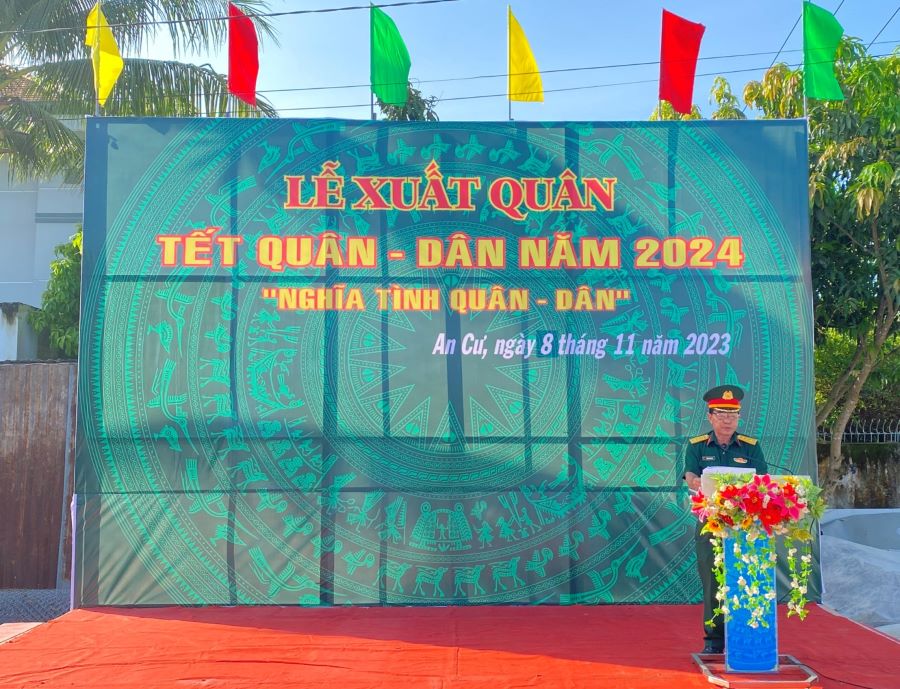 LỄ XUẤT QUÂN
TẾT QUÂN - DÂN NĂM 2024
"NGHĨA TÌNH QUÂN - DÂN"
An Cư, ngày 8 tháng 11 năm 2023